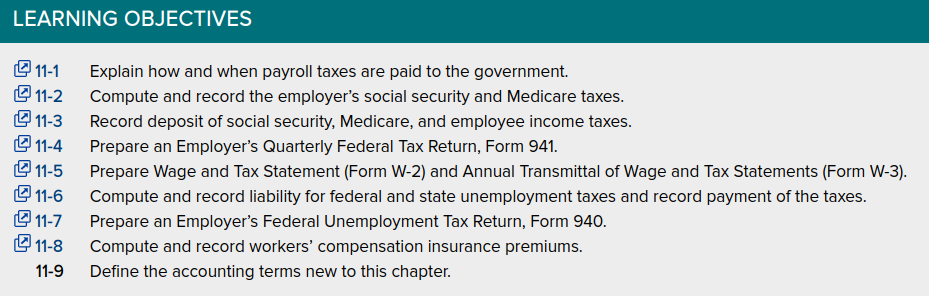 LEARNING OBJECTIVES
11-1 Explain how and when payroll taxes are paid to the government.
11-2 Compute and record the employer’s social security and Medicare taxes.
11-3 Record deposit of social security, Medicare, and employee income taxes.
11-4 Prepare an Employer’s Quarterly Federal Tax Return, Form 941.
11-5 Prepare Wage and Tax Statement (Form W-2) and Annual Transmittal of Wage and Tax Statements (Form W-3).
11-6 Compute and record liability for federal and state unemployment taxes and record payment of the taxes.
11-7 Prepare an Employer’s Federal Unemployment Tax Return, Form 940.
11-8 Compute and record workers’ compensation insurance premiums.
11-9 Define the accounting terms new to this chapter.